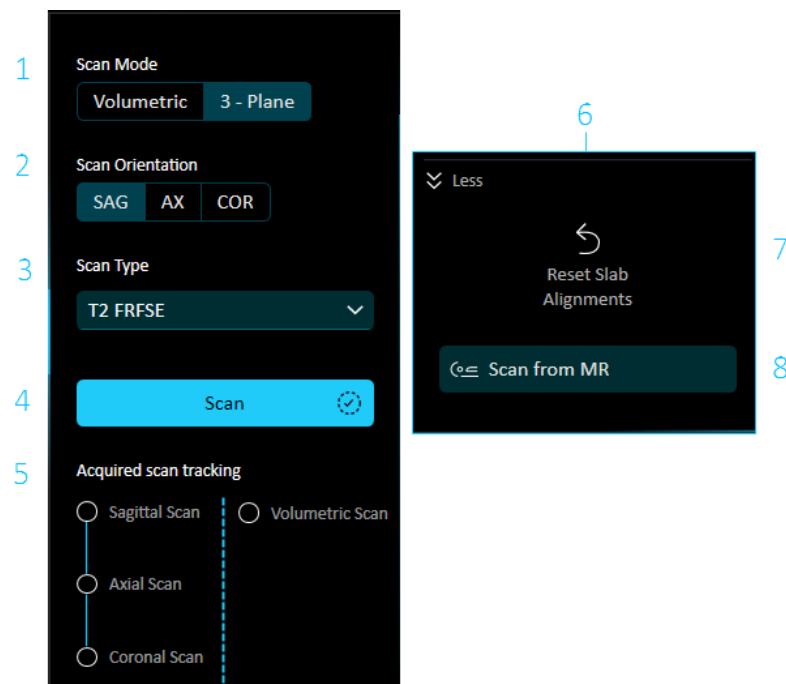 1
Scan Mode
Volumetric 3 - Plane
2
Scan Orientation
SAG AX COR
3
Scan Type
T2 FRFSE
4
Scan
5
Acquired scan tracking
Sagittal Scan Volumetric Scan
Axial Scan
Coronal Scan
6
Less
7
Reset Slab
Alignments
8
Scan from MR